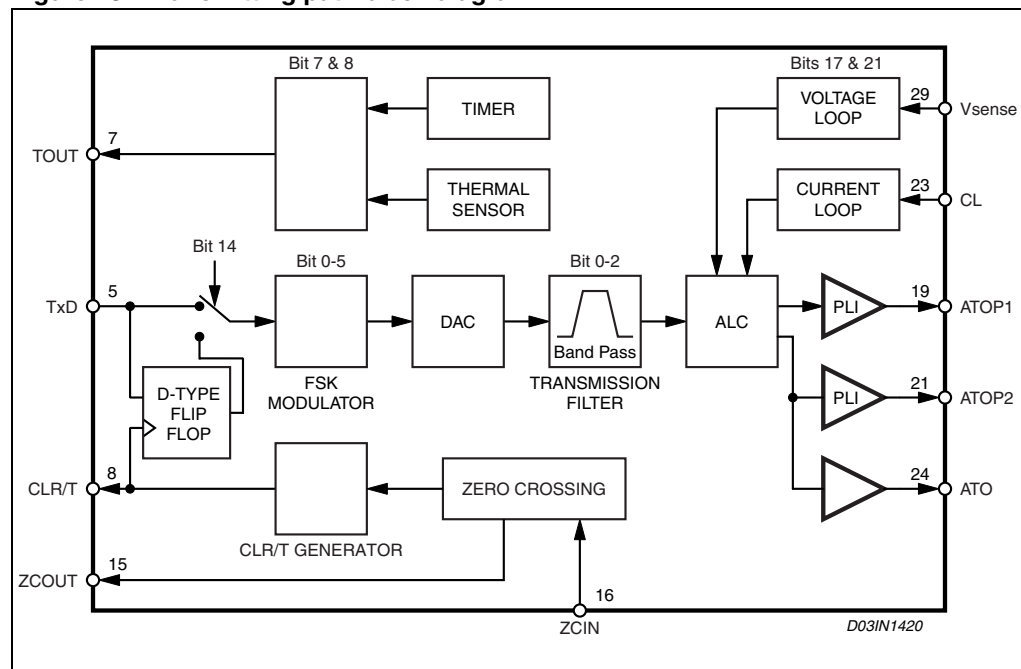 Bit 7 & 8
Bits 17 & 21
TIMER
VOLTAGE
LOOP
29
Vsense
7
TOUT
THERMAL
SENSOR
CURRENT
LOOP
23
CL
Bit 14
Bit 0-5
Bit 0-2
5
TxD
DAC
Band Pass
ALC
PLI
19
ATOP1
FSK
MODULATOR
TRANSMISSION
FILTER
D-TYPE
FLIP
FLOP
PLI
21
ATOP2
8
CLR/T
ZERO CROSSING
24
ATO
CLR/T GENERATOR
15
ZCOUT
16
ZCIN
D03IN1420